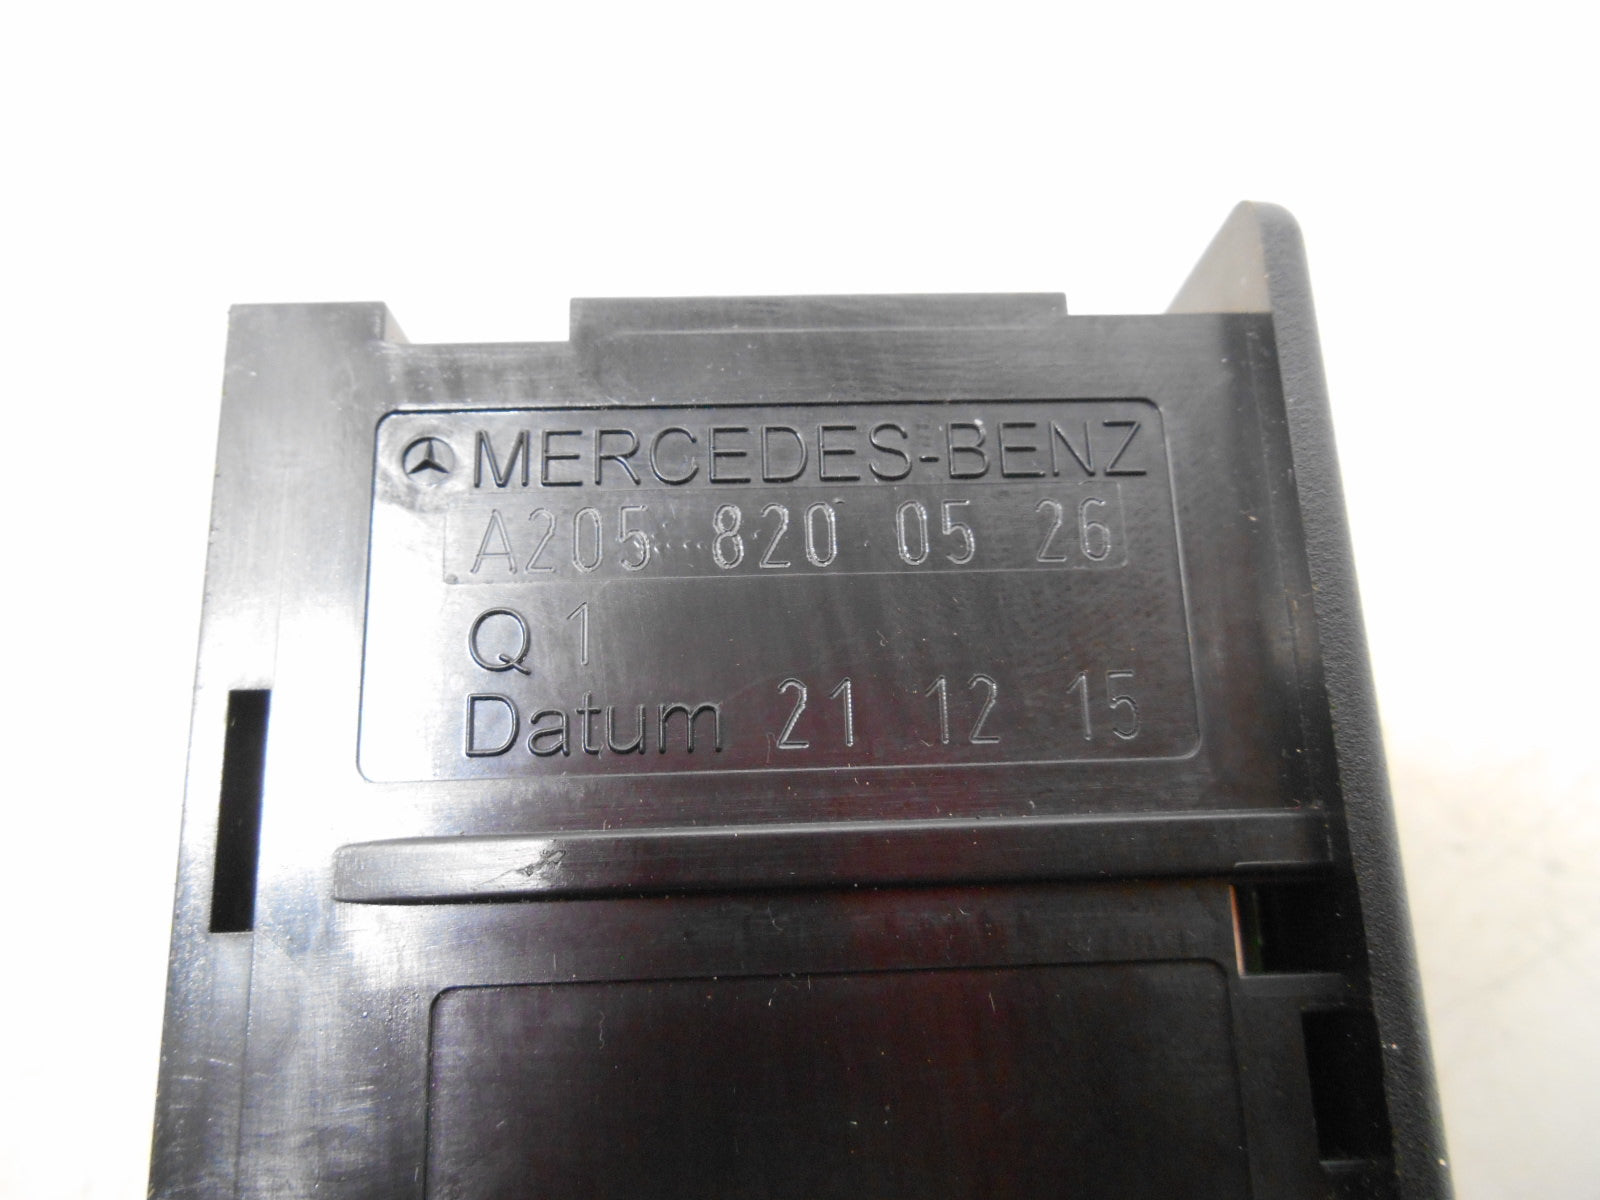 MERCEDES-BENZ
A205 820 05 26
Q 1
Datum 21 12 15